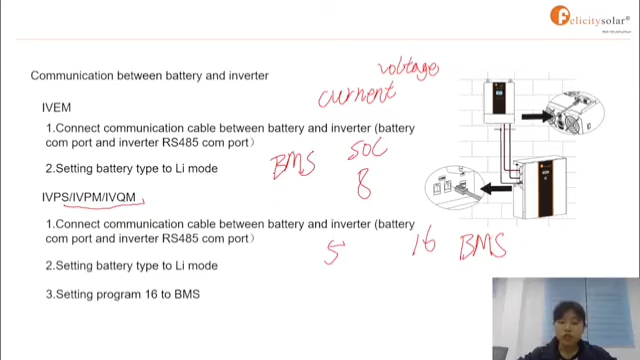 Felicitysolar
Communication between battery and inverter
voltage
current
IVEM
1.Connect communication cable between battery and inverter (battery
com port and inverter RS485 com port）
BMS SOC
2.Setting battery type to Li mode
8
IVPS/IVPM/IVQM
1.Connect communication cable between battery and inverter (battery
com port and inverter RS485 com port）
5 16 BMS
2.Setting battery type to Li mode
3.Setting program 16 to BMS